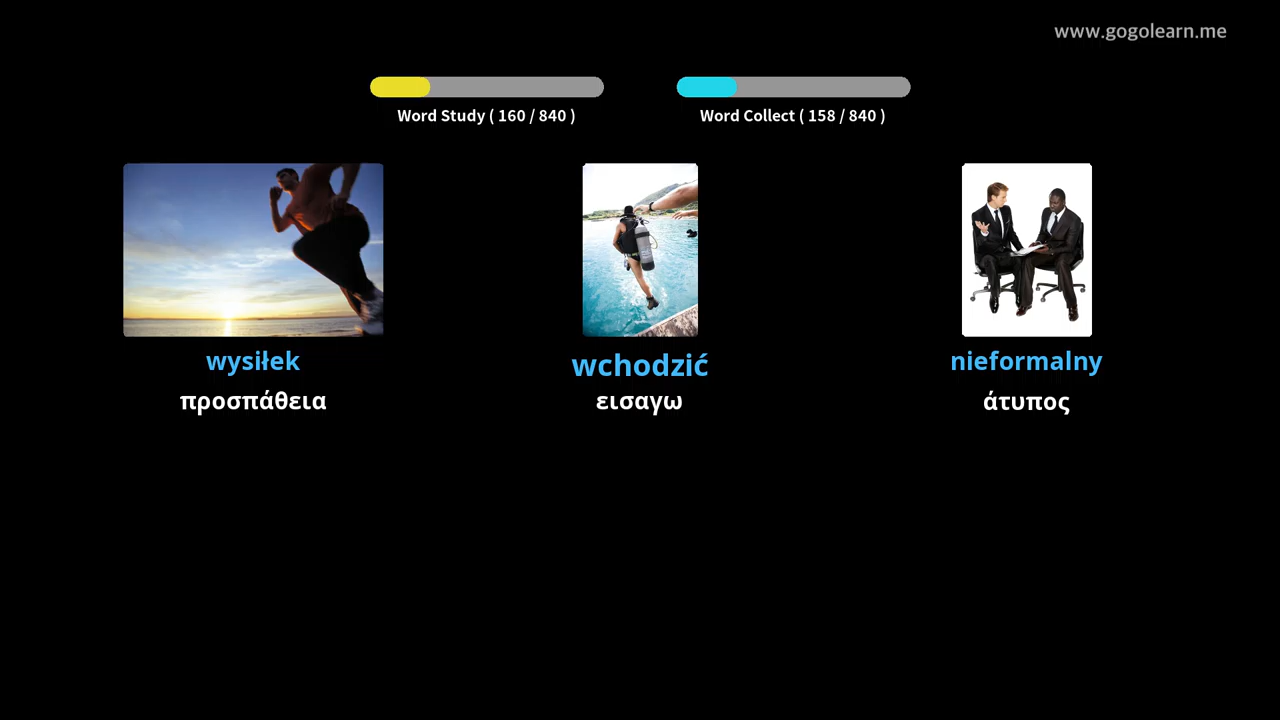 www.gogolearn.me
Word Study ( 160 / 840 )
Word Collect ( 158 / 840 )
wysiłek
προσπάθεια
wchodzić
εισαγω
nieformalny
άτυπος